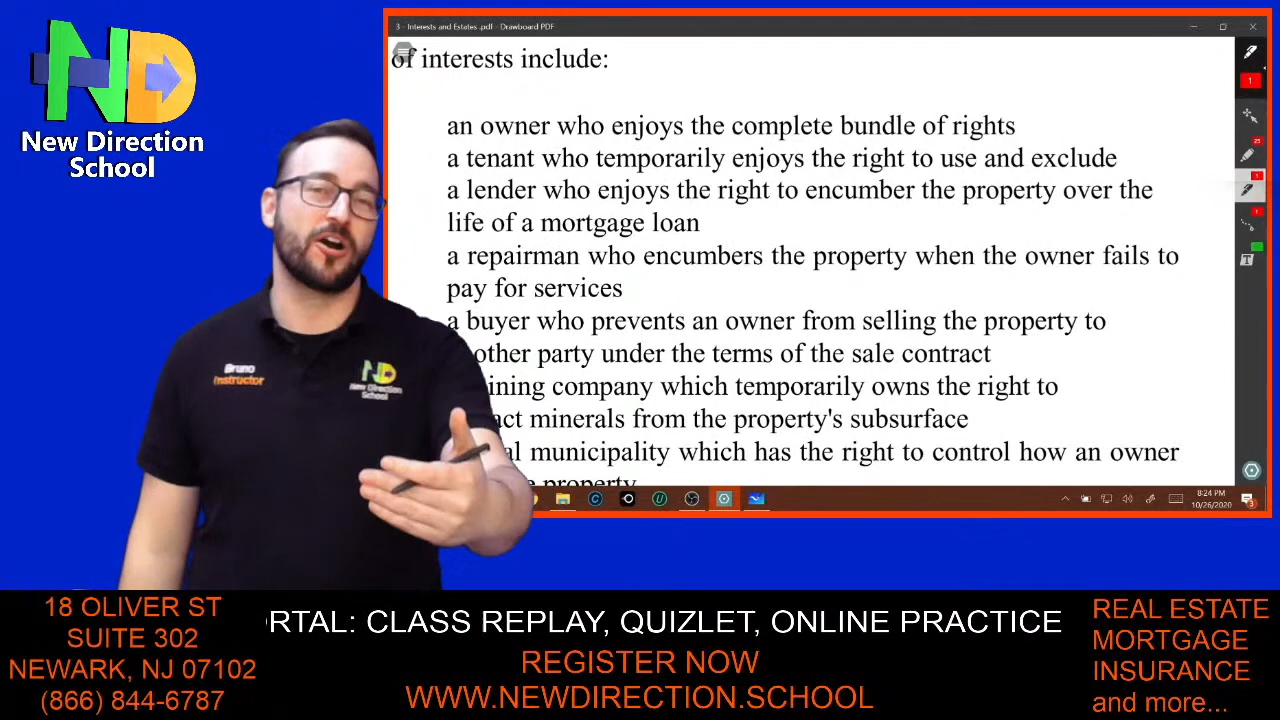 ND
New Direction
School
3 - Interests and Estates .pdf - Drawboard PDF
of interests include:
an owner who enjoys the complete bundle of rights
a tenant who temporarily enjoys the right to use and exclude
a lender who enjoys the right to encumber the property over the
life of a mortgage loan
a repairman who encumbers the property when the owner fails to
pay for services
a buyer who prevents an owner from selling the property to
other party under the terms of the sale contract
ining company which temporarily owns the right to
act minerals from the property's subsurface
al municipality which has the right to control how an owner
property
8:24 PM
10/26/2020
Bruno
Instructor
ND
New Direction
School
18 OLIVER ST
SUITE 302
NEWARK, NJ 07102
(866) 844-6787
RTAL: CLASS REPLAY, QUIZLET, ONLINE PRACTICE
REGISTER NOW
WWW.NEWDIRECTION.SCHOOL
REAL ESTATE
MORTGAGE
INSURANCE
and more...